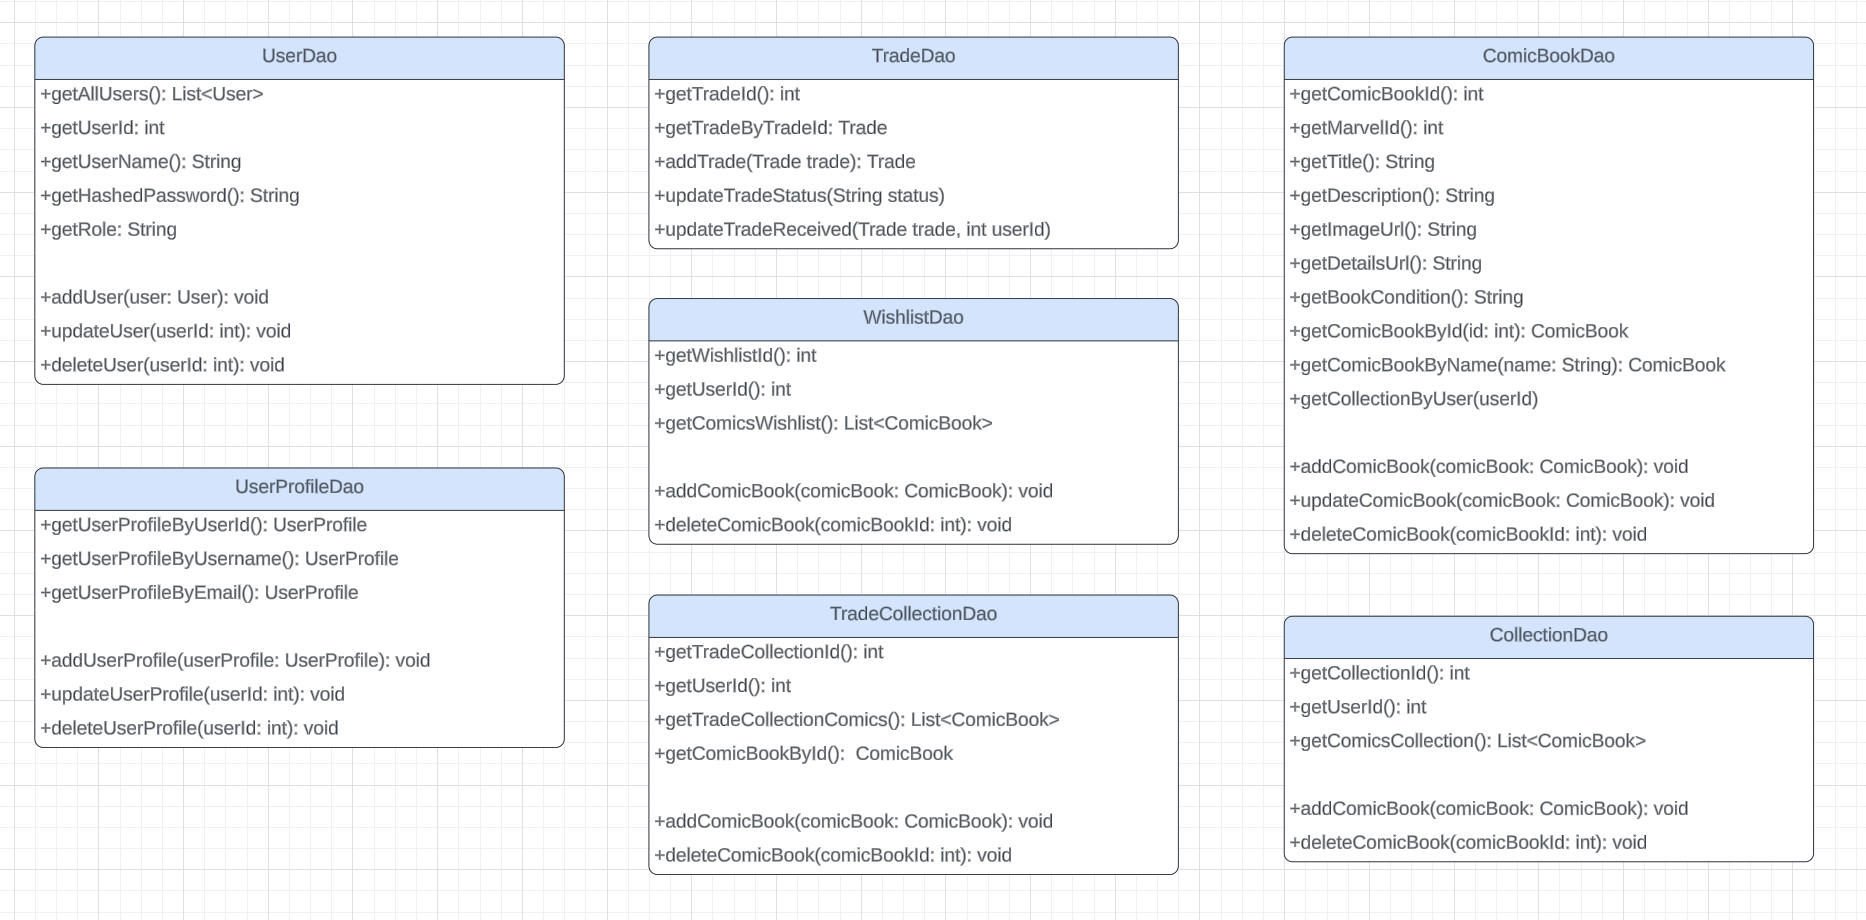 UserDao
+getAllUsers(): List<User>
+getUserId: int
+getUserName(): String
+getHashedPassword(): String
+getRole: String
+addUser(user: User): void
+updateUser(userId: int): void
+deleteUser(userId: int): void
UserProfileDao
+getUserProfileByUserId(): UserProfile
+getUserProfileByUsername(): UserProfile
+getUserProfileByEmail(): UserProfile
+addUserProfile(userProfile: UserProfile): void
+updateUserProfile(userId: int): void
+deleteUserProfile(userId: int): void
TradeDao
+getTradeId(): int
+getTradeByTradeId: Trade
+addTrade(Trade trade): Trade
+updateTradeStatus(String status)
+updateTradeReceived(Trade trade, int userId)
WishlistDao
+getWishlistId(): int
+getUserId(): int
+getComicsWishlist(): List<ComicBook>
+addComicBook(comicBook: ComicBook): void
+deleteComicBook(comicBookId: int): void
TradeCollectionDao
+getTradeCollectionId(): int
+getUserId(): int
+getTradeCollectionComics(): List<ComicBook>
+getComicBookById():  ComicBook
+addComicBook(comicBook: ComicBook): void
+deleteComicBook(comicBookId: int): void
ComicBookDao
+getComicBookId(): int
+getMarvelId(): int
+getTitle(): String
+getDescription(): String
+getImageUrl(): String
+getDetailsUrl(): String
+getBookCondition(): String
+getComicBookById(id: int): ComicBook
+getComicBookByName(name: String): ComicBook
+getCollectionByUser(userId)
+addComicBook(comicBook: ComicBook): void
+updateComicBook(comicBook: ComicBook): void
+deleteComicBook(comicBookId: int): void
CollectionDao
+getCollectionId(): int
+getUserId(): int
+getComicsCollection(): List<ComicBook>
+addComicBook(comicBook: ComicBook): void
+deleteComicBook(comicBookId: int): void